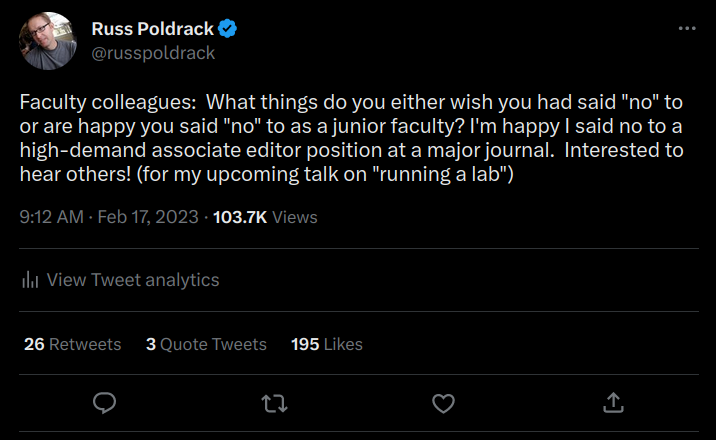 Russ Poldrack
@russpoldrack
Faculty colleagues:  What things do you either wish you had said "no" to
or are happy you said "no" to as a junior faculty? I'm happy I said no to a
high-demand associate editor position at a major journal.  Interested to
hear others! (for my upcoming talk on "running a lab")
9:12 AM · Feb 17, 2023 · 103.7K Views
View Tweet analytics
26 Retweets 3 Quote Tweets 195 Likes